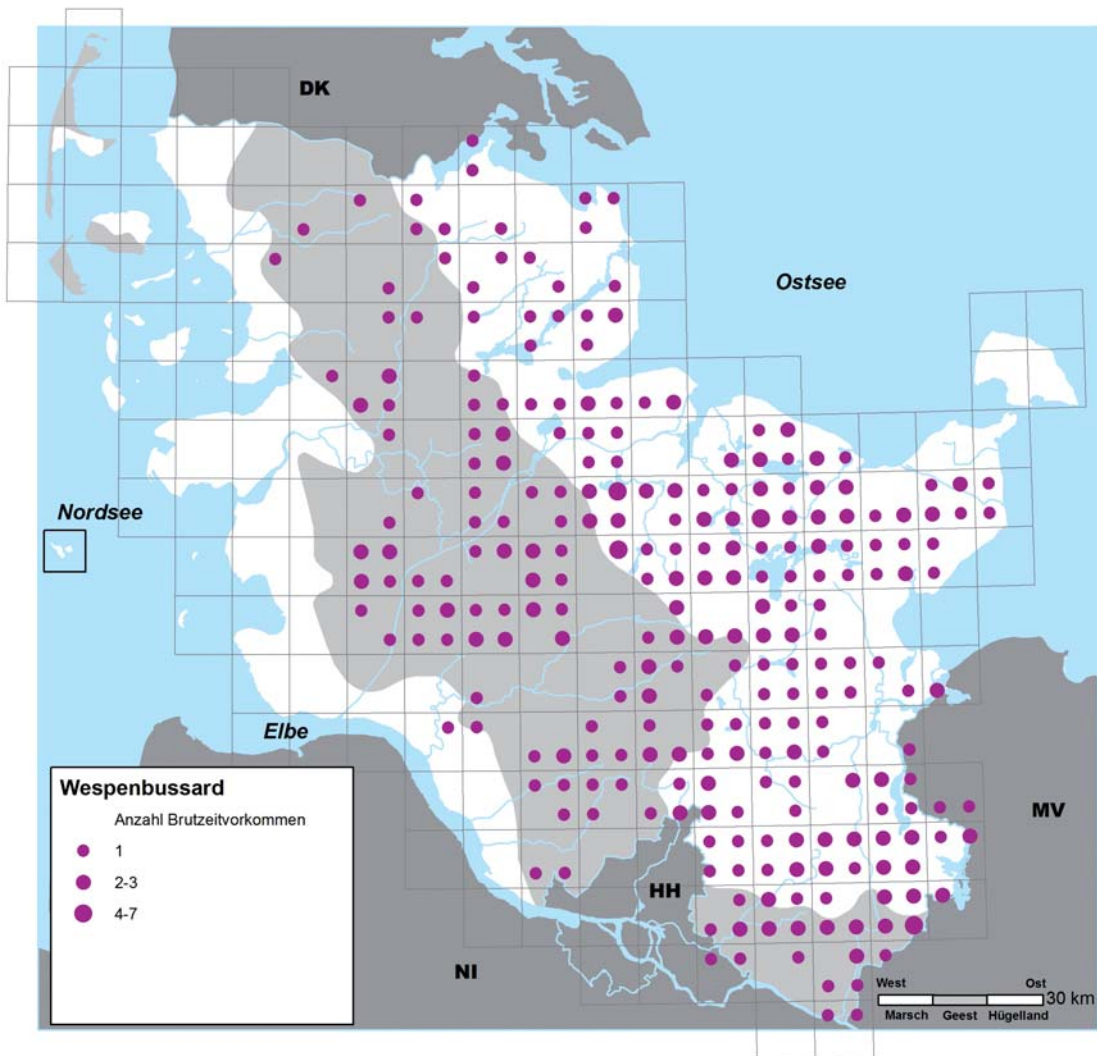 DK
Ostsee
Nordsee
Elbe
Wespenbussard
Anzahl Brutzeitvorkommen
1
2-3
4-7
MV
HH
NI
West Ost
30 km
Marsch Geest Hügelland